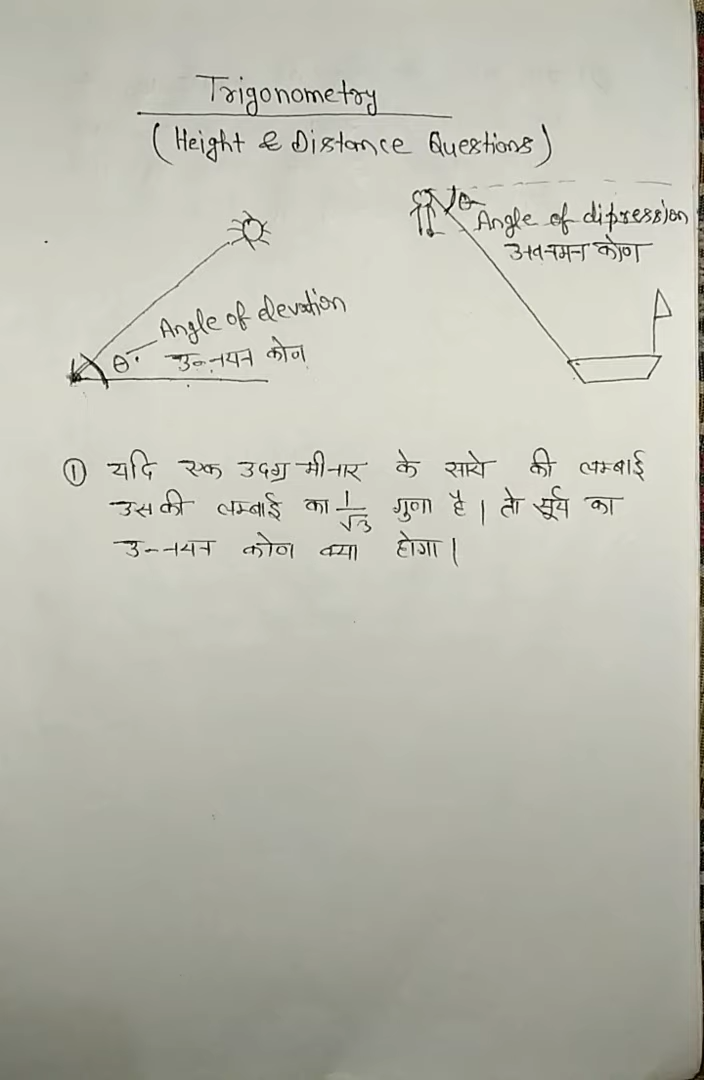 Trigonometry
(Height & Distance Questions)
θ
Angle of dipression
अवनमन कोण
Angle of elevation
θ
उन्नयन कोण
① यदि एक उदग्र मीनार के साये की लम्बाई
उसकी लम्बाई का 1/√3 गुणा है। तो सूर्य का
उन्नयन कोण क्या होगा।